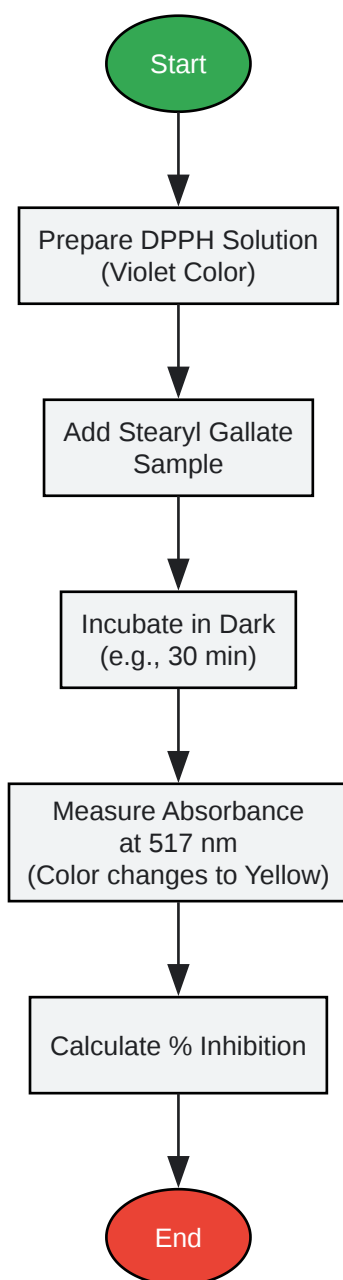 Start
Prepare DPPH Solution
(Violet Color)
Add Stearyl Gallate
Sample
Incubate in Dark
(e.g., 30 min)
Measure Absorbance
at 517 nm
(Color changes to Yellow)
Calculate % Inhibition
End